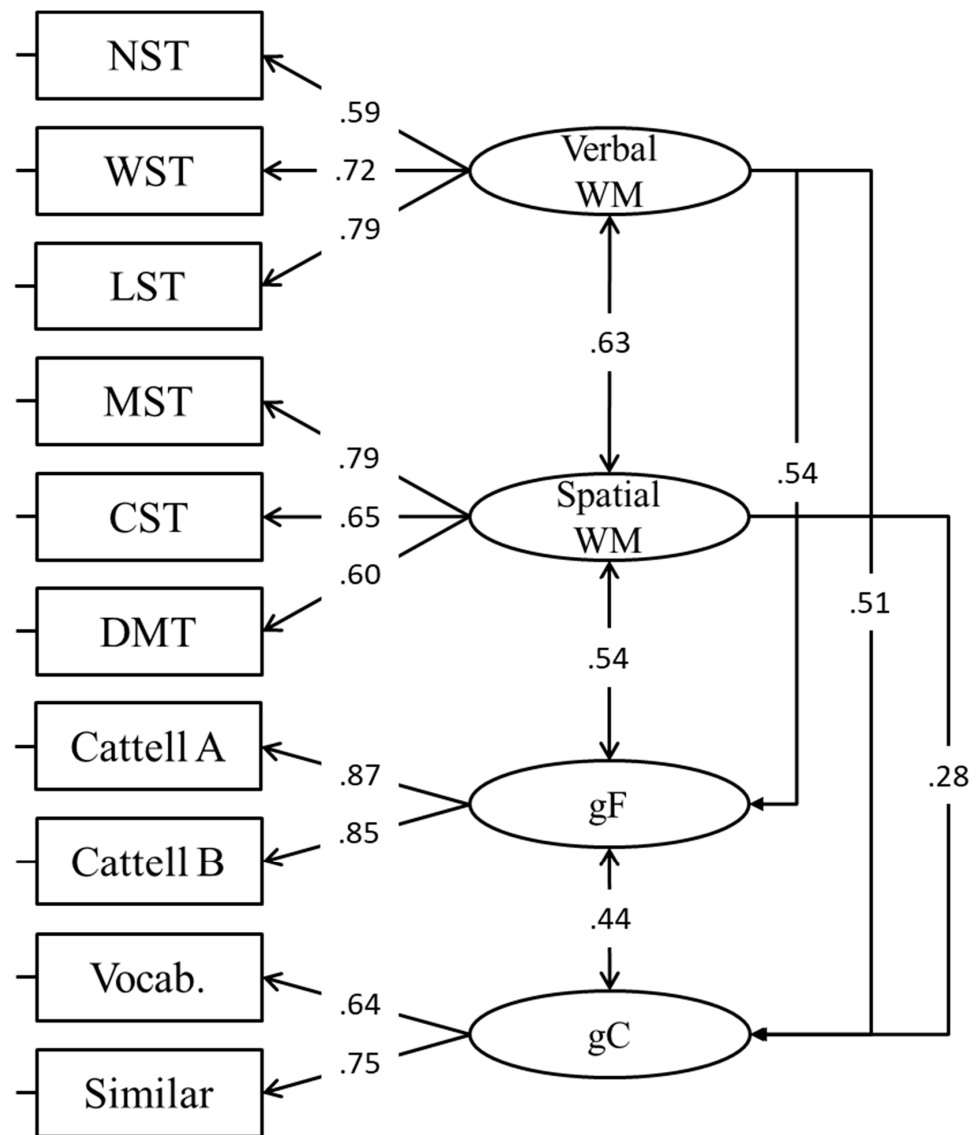 NST
.59
WST
.72
Verbal
WM
.79
LST
.63
MST
.79
.54
CST
.65
Spatial
WM
.60
DMT
.51
.54
Cattell A
.87
.28
gF
.85
Cattell B
.44
Vocab.
.64
gC
.75
Similar